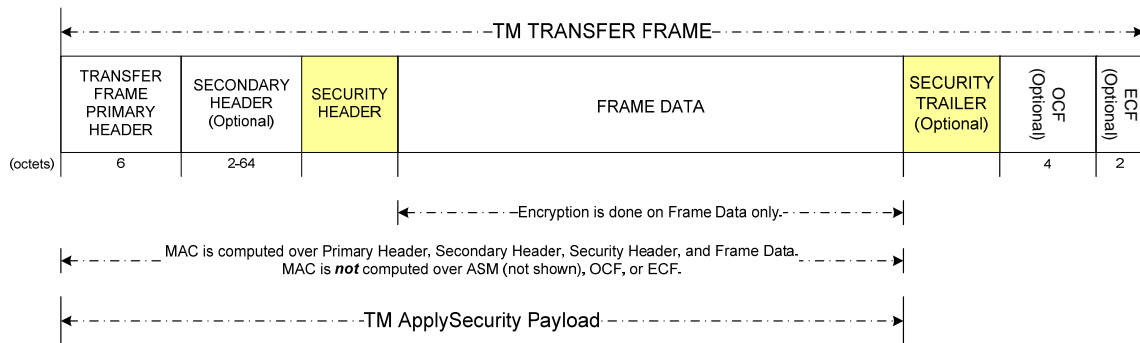 TM TRANSFER FRAME
TRANSFER
FRAME
PRIMARY
HEADER
SECONDARY
HEADER
(Optional)
SECURITY
HEADER
FRAME DATA
SECURITY
TRAILER
(Optional)
OCF
(Optional)
ECF
(Optional)
(octets)
6
2-64
4
2
Encryption is done on Frame Data only.
MAC is computed over Primary Header, Secondary Header, Security Header, and Frame Data.
MAC is not computed over ASM (not shown), OCF, or ECF.
TM ApplySecurity Payload